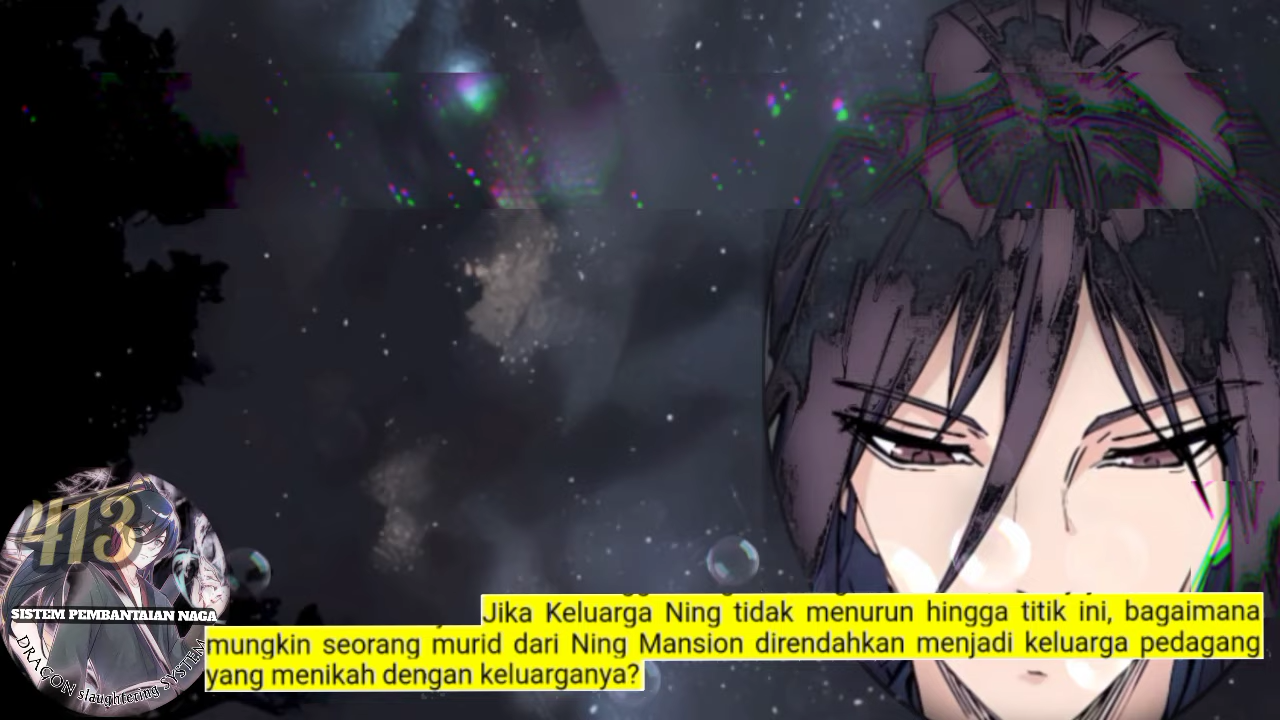 413
SISTEM PEMBANTAIAN NAGA
DRAGON slaughtering SYSTEM
Jika Keluarga Ning tidak menurun hingga titik ini, bagaimana
mungkin seorang murid dari Ning Mansion direndahkan menjadi keluarga pedagang
yang menikah dengan keluarganya?